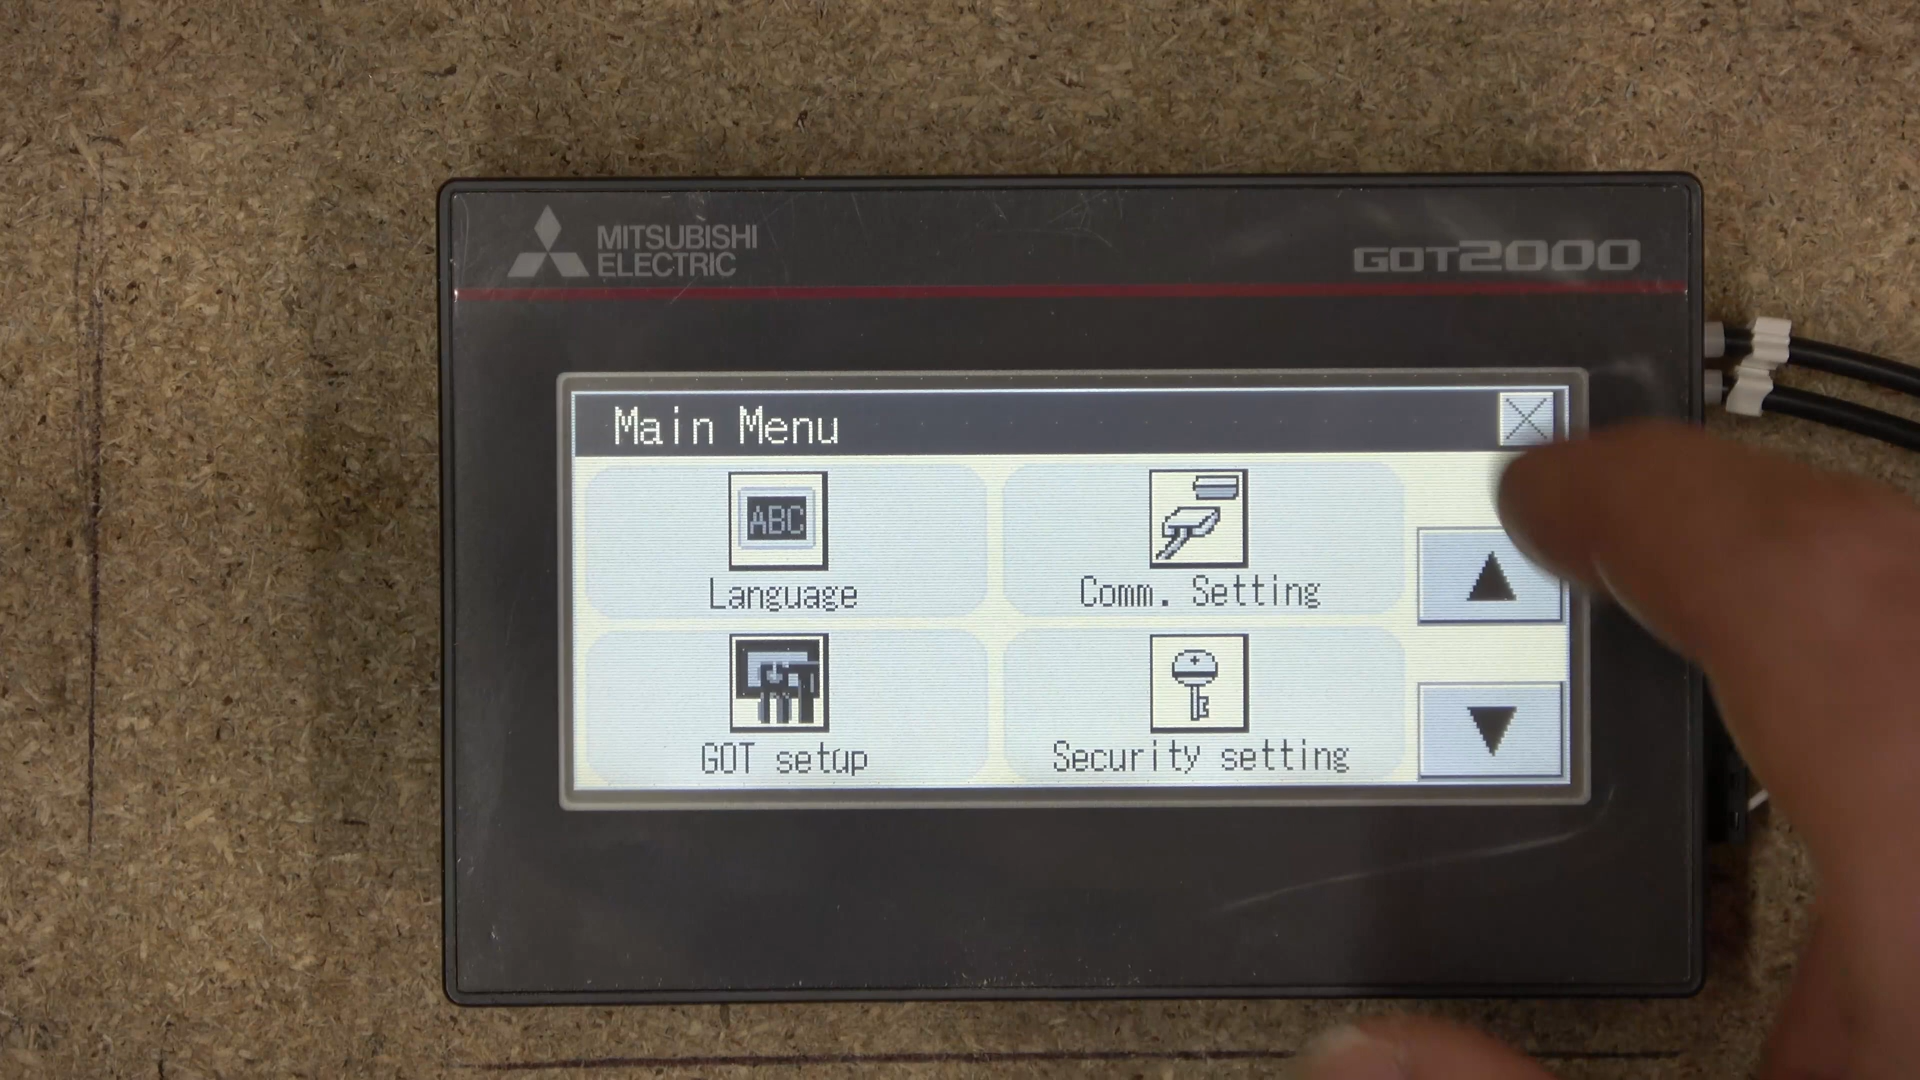 MITSUBISHI
ELECTRIC
GOT2000
Main Menu
ABC
Language
Comm. Setting
GOT setup
Security setting